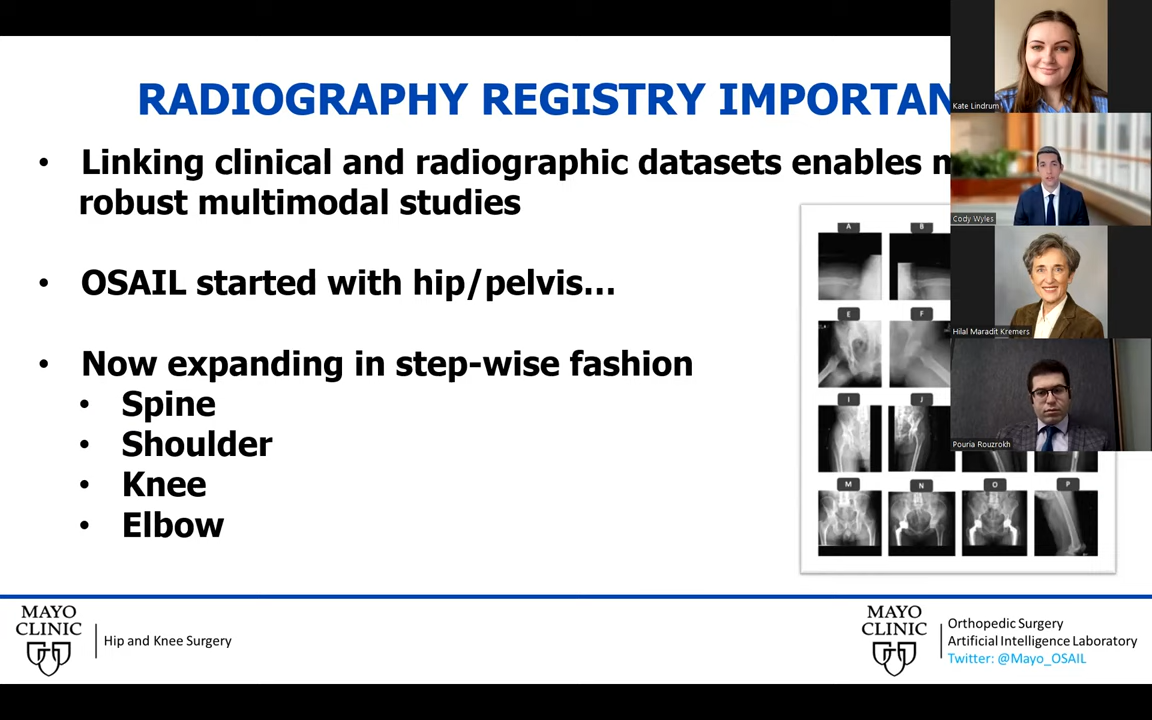 RADIOGRAPHY REGISTRY IMPORTAN
• Linking clinical and radiographic datasets enables
robust multimodal studies
• OSAIL started with hip/pelvis...
• Now expanding in step-wise fashion
• Spine
• Shoulder
• Knee
• Elbow
A B
E F
I J
M N O P
Kate Lindrum
Cody Wyles
Hilal Maradit Kremers
Pouria Rouzrokh
MAYO
CLINIC
Hip and Knee Surgery
MAYO
CLINIC
Orthopedic Surgery
Artificial Intelligence Laboratory
Twitter: @Mayo_OSAIL